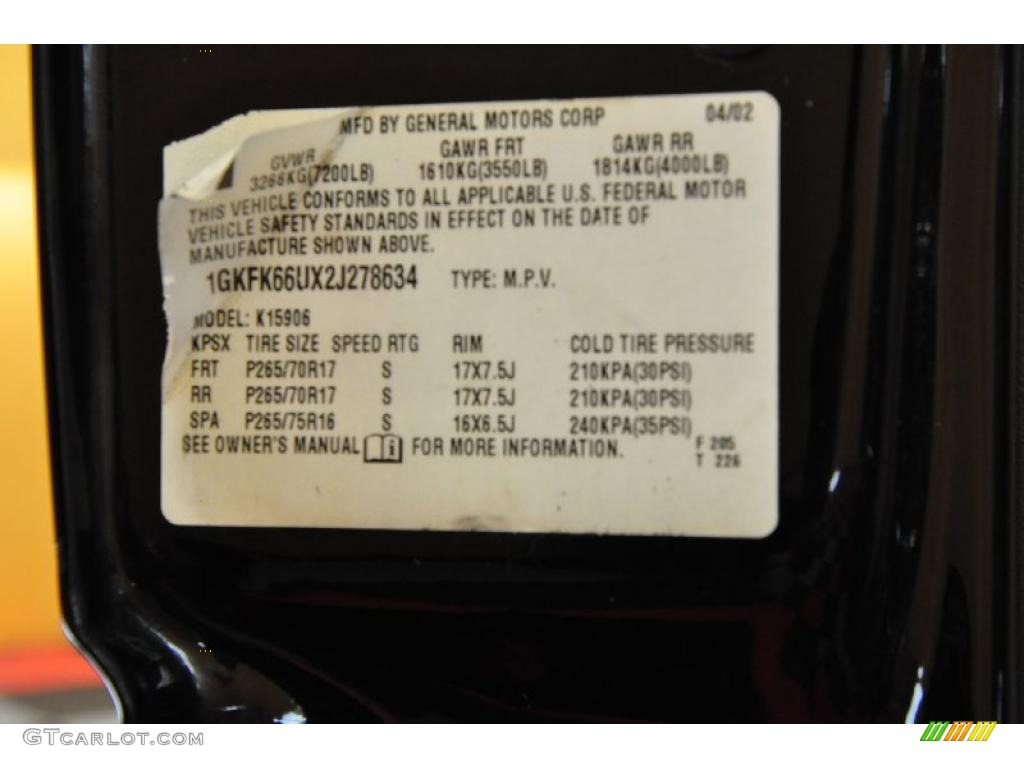 MFD BY GENERAL MOTORS CORP 04/02
GVWR GAWR FRT GAWR RR
3266KG(7200LB) 1610KG(3550LB) 1814KG(4000LB)
THIS VEHICLE CONFORMS TO ALL APPLICABLE U.S. FEDERAL MOTOR
VEHICLE SAFETY STANDARDS IN EFFECT ON THE DATE OF
MANUFACTURE SHOWN ABOVE.
1GKFK66UX2J278634 TYPE: M.P.V.
MODEL: K15906
KPSX TIRE SIZE SPEED RTG RIM COLD TIRE PRESSURE
FRT P265/70R17 S 17X7.5J 210KPA(30PSI)
RR P265/70R17 S 17X7.5J 210KPA(30PSI)
SPA P265/75R16 S 16X6.5J 240KPA(35PSI)
SEE OWNER'S MANUAL i FOR MORE INFORMATION.
F 205
T 226
GTCARLOT.COM